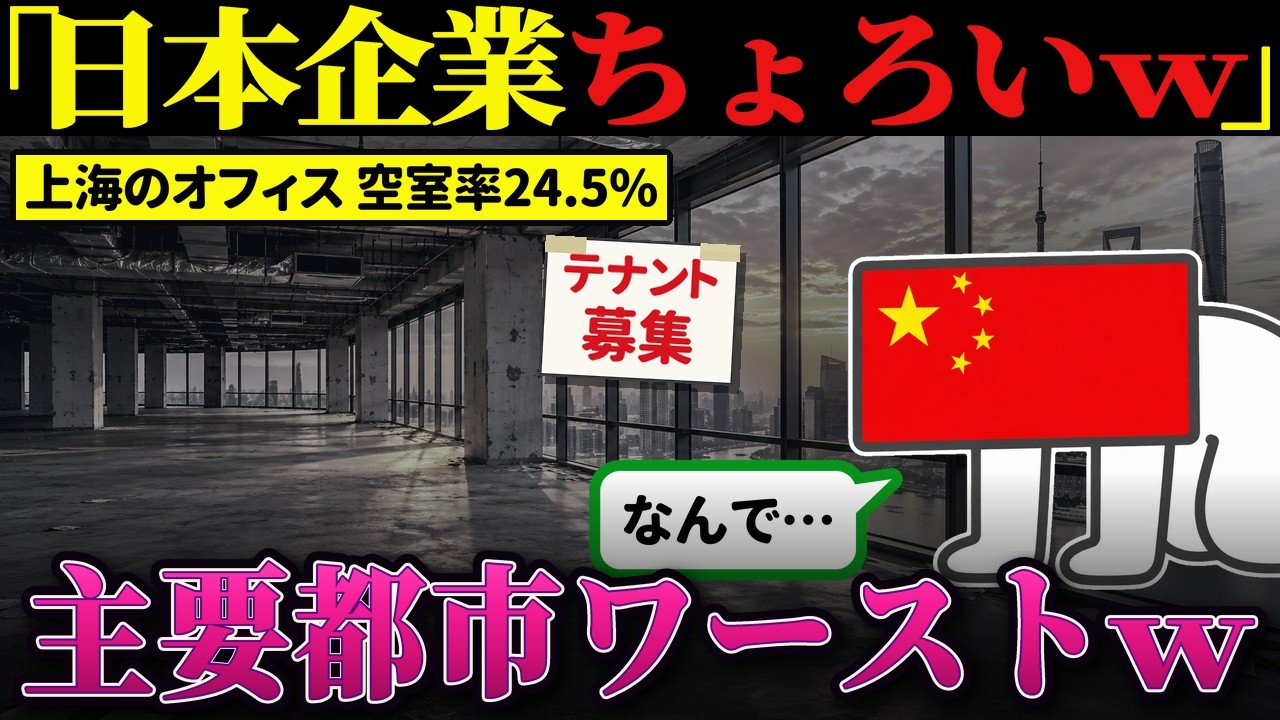 「日本企業ちょろいw」
上海のオフィス 空室率24.5%
テナント
募集
なんで…
主要都市ワーストw